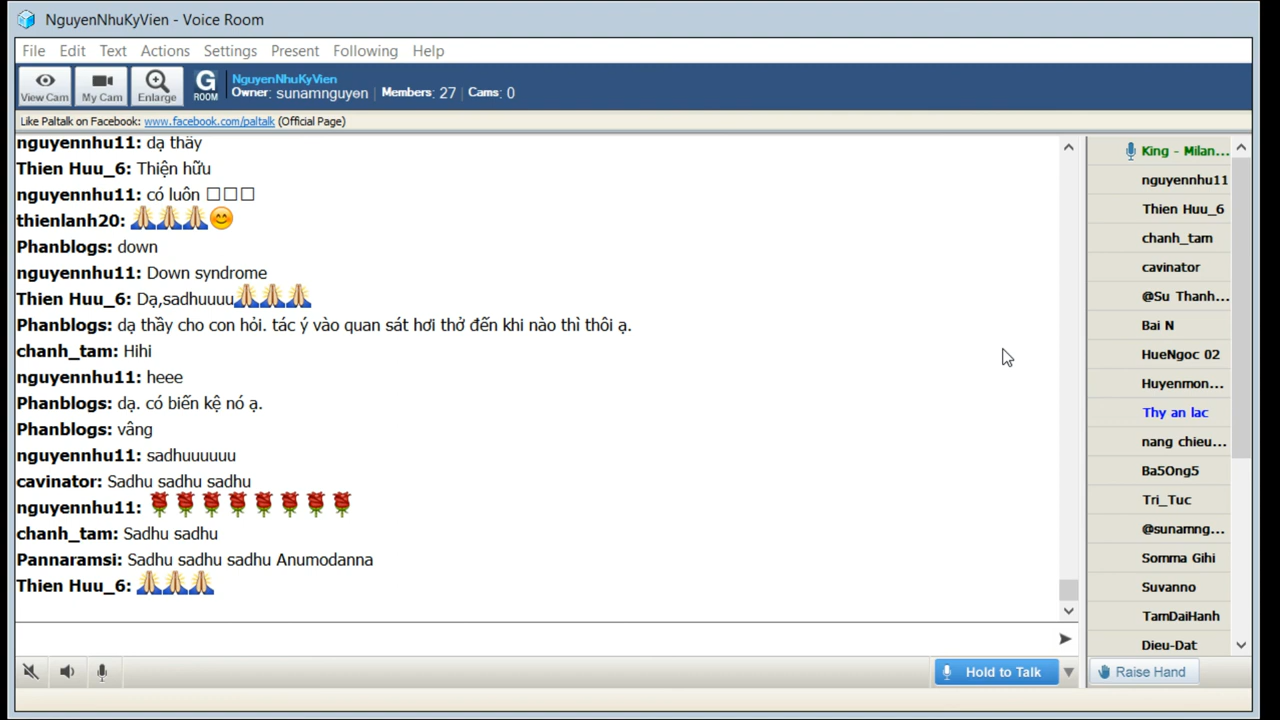 NguyenNhuKyVien - Voice Room
File Edit Text Actions Settings Present Following Help
View Cam My Cam Enlarge G ROOM NguyenNhuKyVien
Owner: sunamnguyen | Members: 27 | Cams: 0
Like Paltalk on Facebook: www.facebook.com/paltalk (Official Page)
nguyennhu11: dạ thầy
Thien Huu_6: Thiện hữu
nguyennhu11: có luôn □□□
thienlanh20: 🙏🙏🙏😊
Phanblogs: down
nguyennhu11: Down syndrome
Thien Huu_6: Dạ,sadhuuuu🙏🙏🙏
Phanblogs: dạ thầy cho con hỏi. tác ý vào quan sát hơi thở đến khi nào thì thôi ạ.
chanh_tam: Hihi
nguyennhu11: heee
Phanblogs: dạ. có biến kệ nó ạ.
Phanblogs: vâng
nguyennhu11: sadhuuuuuu
cavinator: Sadhu sadhu sadhu
nguyennhu11: 🌹🌹🌹🌹🌹🌹🌹🌹
chanh_tam: Sadhu sadhu
Pannaramsi: Sadhu sadhu sadhu Anumodanna
Thien Huu_6: 🙏🙏🙏
King - Milan...
nguyennhu11
Thien Huu_6
chanh_tam
cavinator
@Su Thanh...
Bai N
HueNgoc 02
Huyenmon...
Thy an lac
nang chieu...
Ba5Ong5
Tri_Tuc
@sunamng...
Somma Gihi
Suvanno
TamDaiHanh
Dieu-Dat
Hold to Talk
Raise Hand